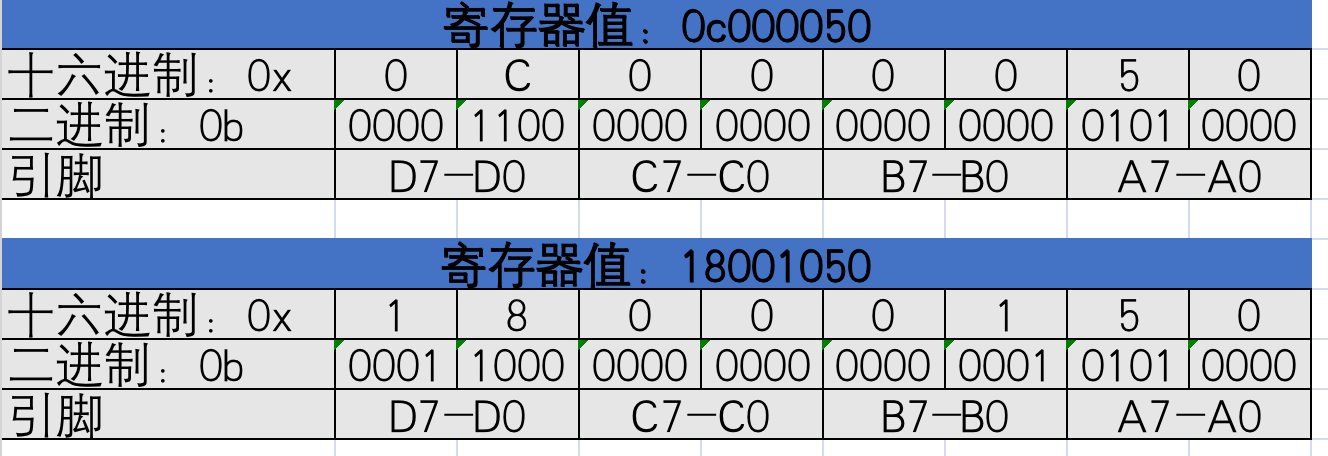 寄存器值：0c000050
十六进制：0x 0 C 0 0 0 0 5 0
二进制：0b 0000 1100 0000 0000 0000 0000 0101 0000
引脚 D7—D0 C7—C0 B7—B0 A7—A0
寄存器值：18001050
十六进制：0x 1 8 0 0 0 1 5 0
二进制：0b 0001 1000 0000 0000 0000 0001 0101 0000
引脚 D7—D0 C7—C0 B7—B0 A7—A0